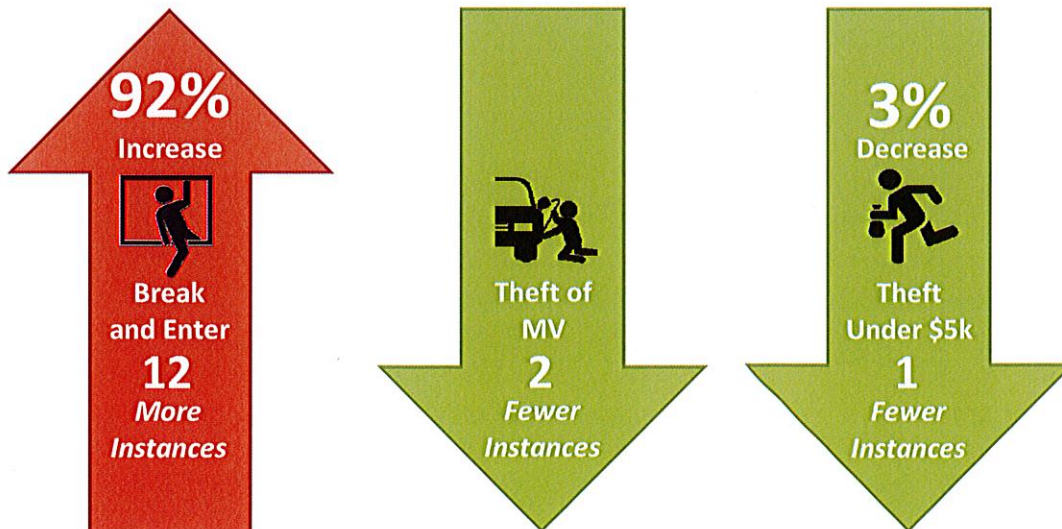 92%
Increase
Break
and Enter
12
More
Instances
Theft of
MV
2
Fewer
Instances
3%
Decrease
Theft
Under $5k
1
Fewer
Instances